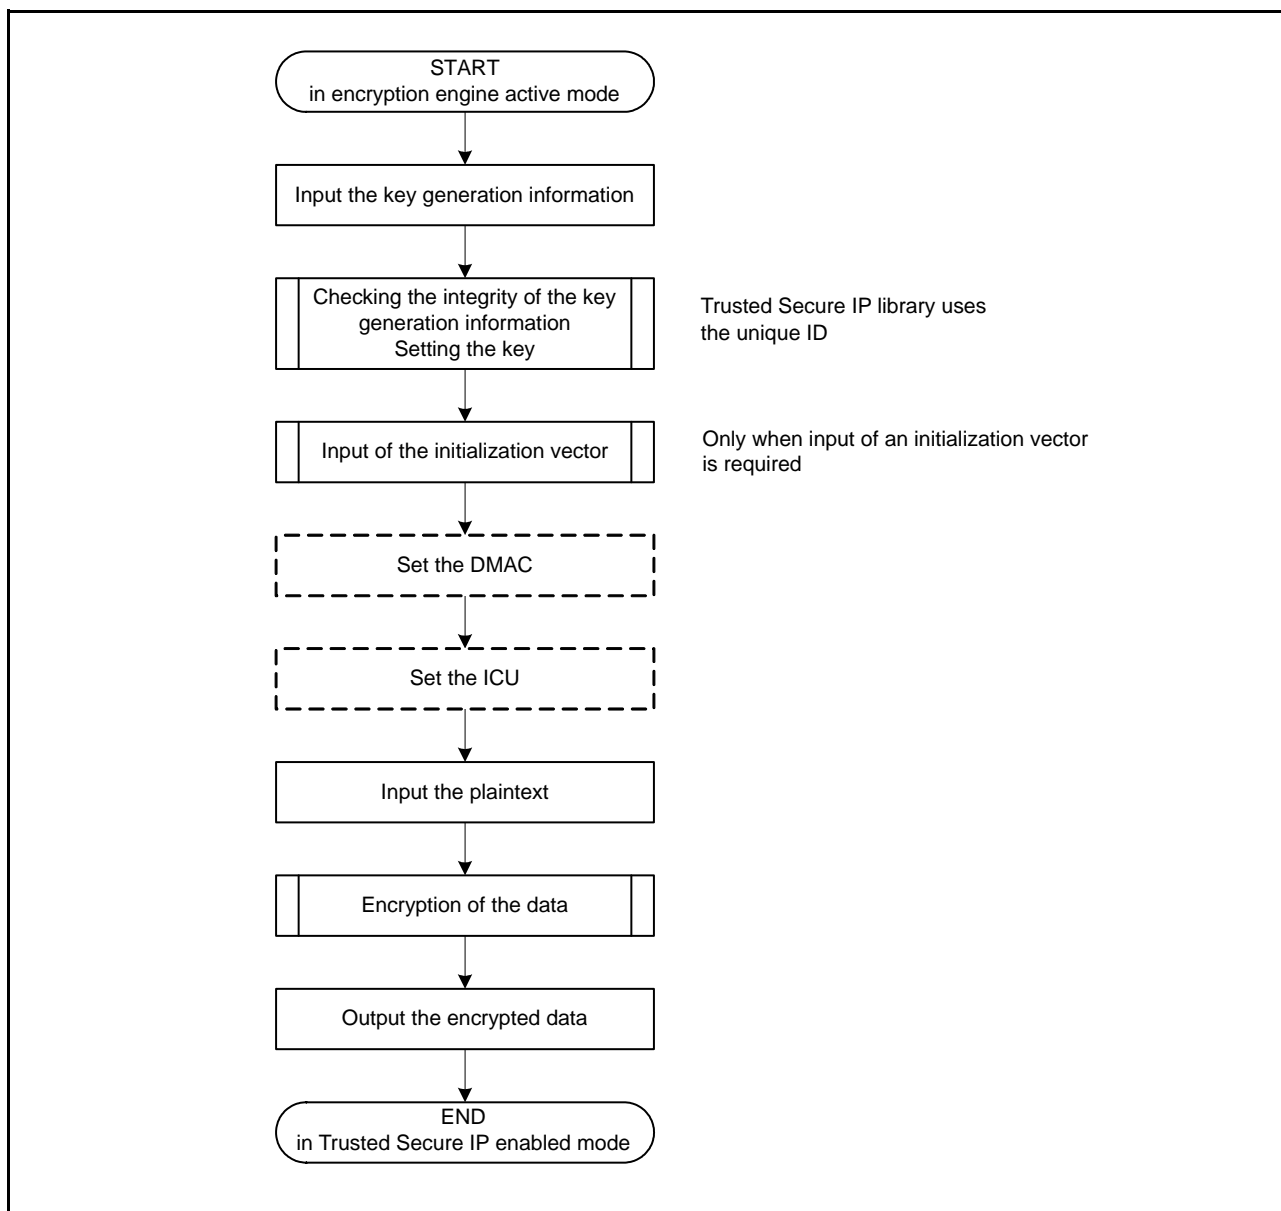 START
in encryption engine active mode
Input the key generation information
Checking the integrity of the key
generation information
Setting the key
Trusted Secure IP library uses
the unique ID
Input of the initialization vector
Only when input of an initialization vector
is required
Set the DMAC
Set the ICU
Input the plaintext
Encryption of the data
Output the encrypted data
END
in Trusted Secure IP enabled mode